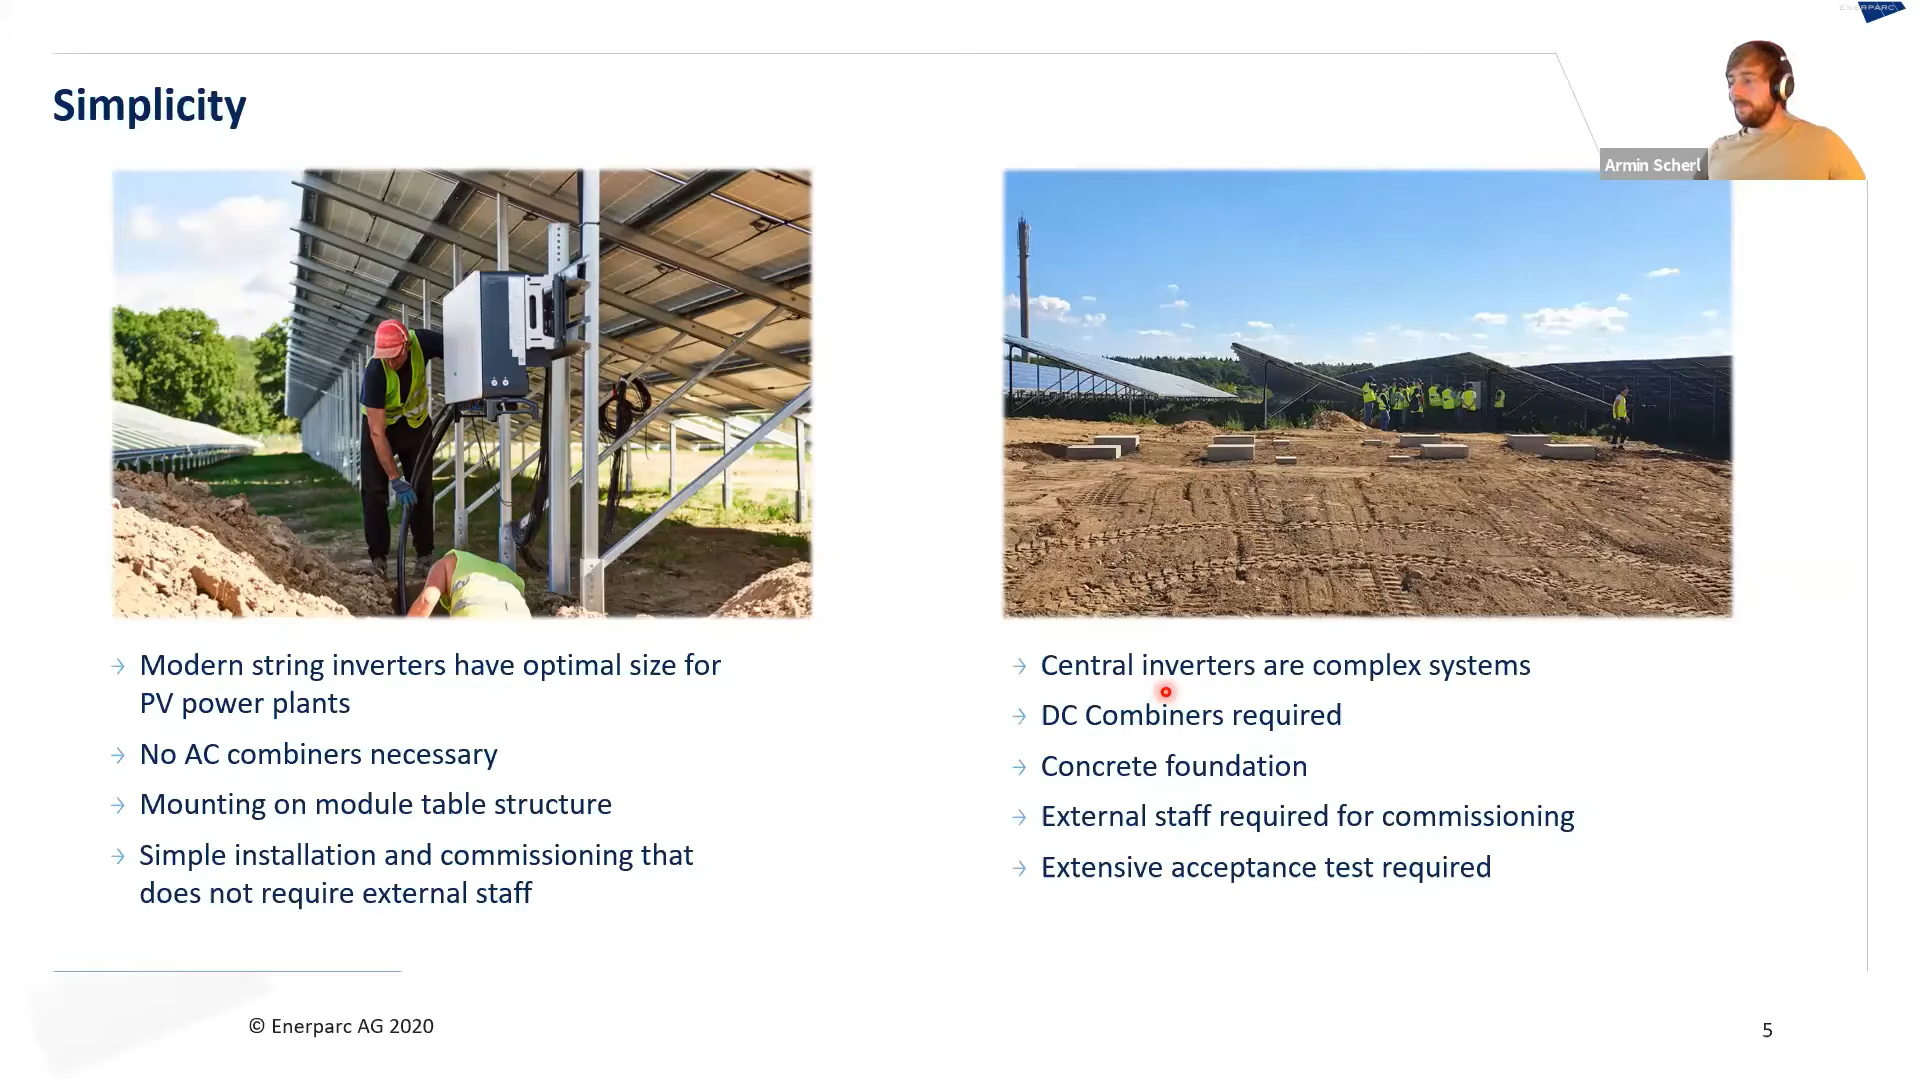 ENERPARC
Simplicity
Armin Scherl
Modern string inverters have optimal size for
PV power plants
No AC combiners necessary
Mounting on module table structure
Simple installation and commissioning that
does not require external staff
Central inverters are complex systems
DC Combiners required
Concrete foundation
External staff required for commissioning
Extensive acceptance test required
© Enerparc AG 2020
5